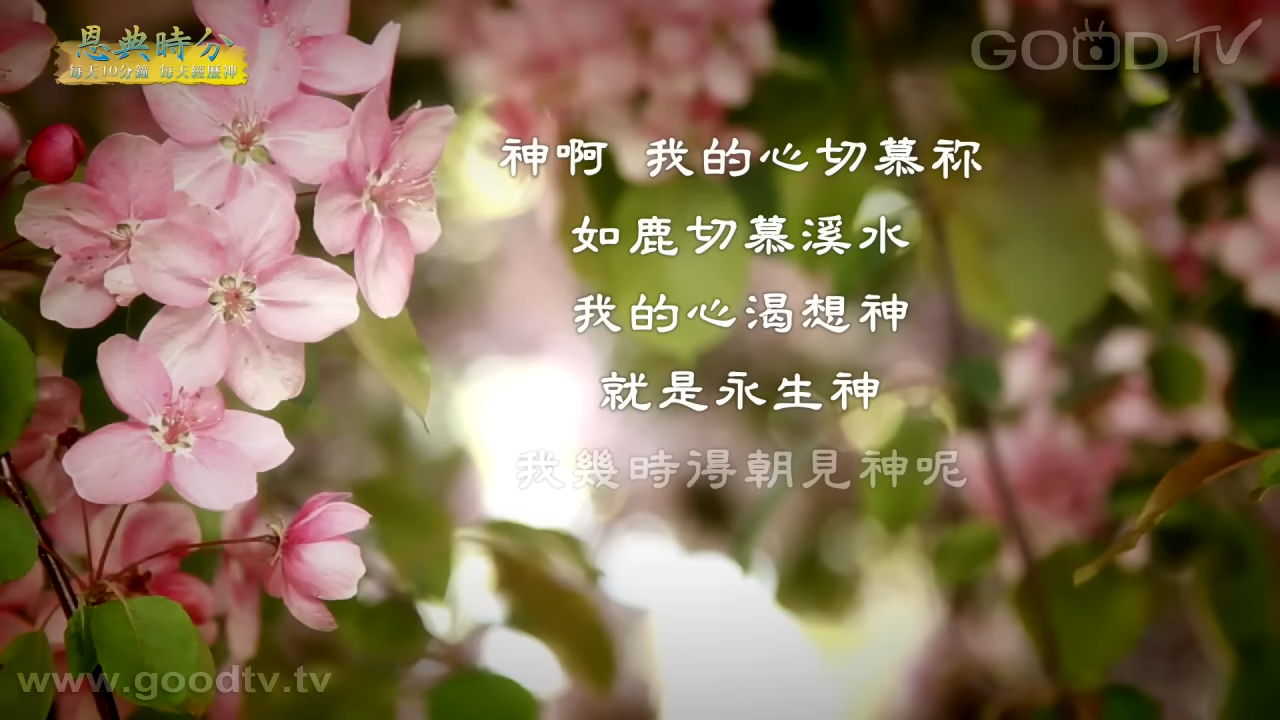 恩典時分
每天10分鐘 每天經歷神
GOOD TV
神啊 我的心切慕祢
如鹿切慕溪水
我的心渴想神
就是永生神
我幾時得朝見神呢
www.goodtv.tv